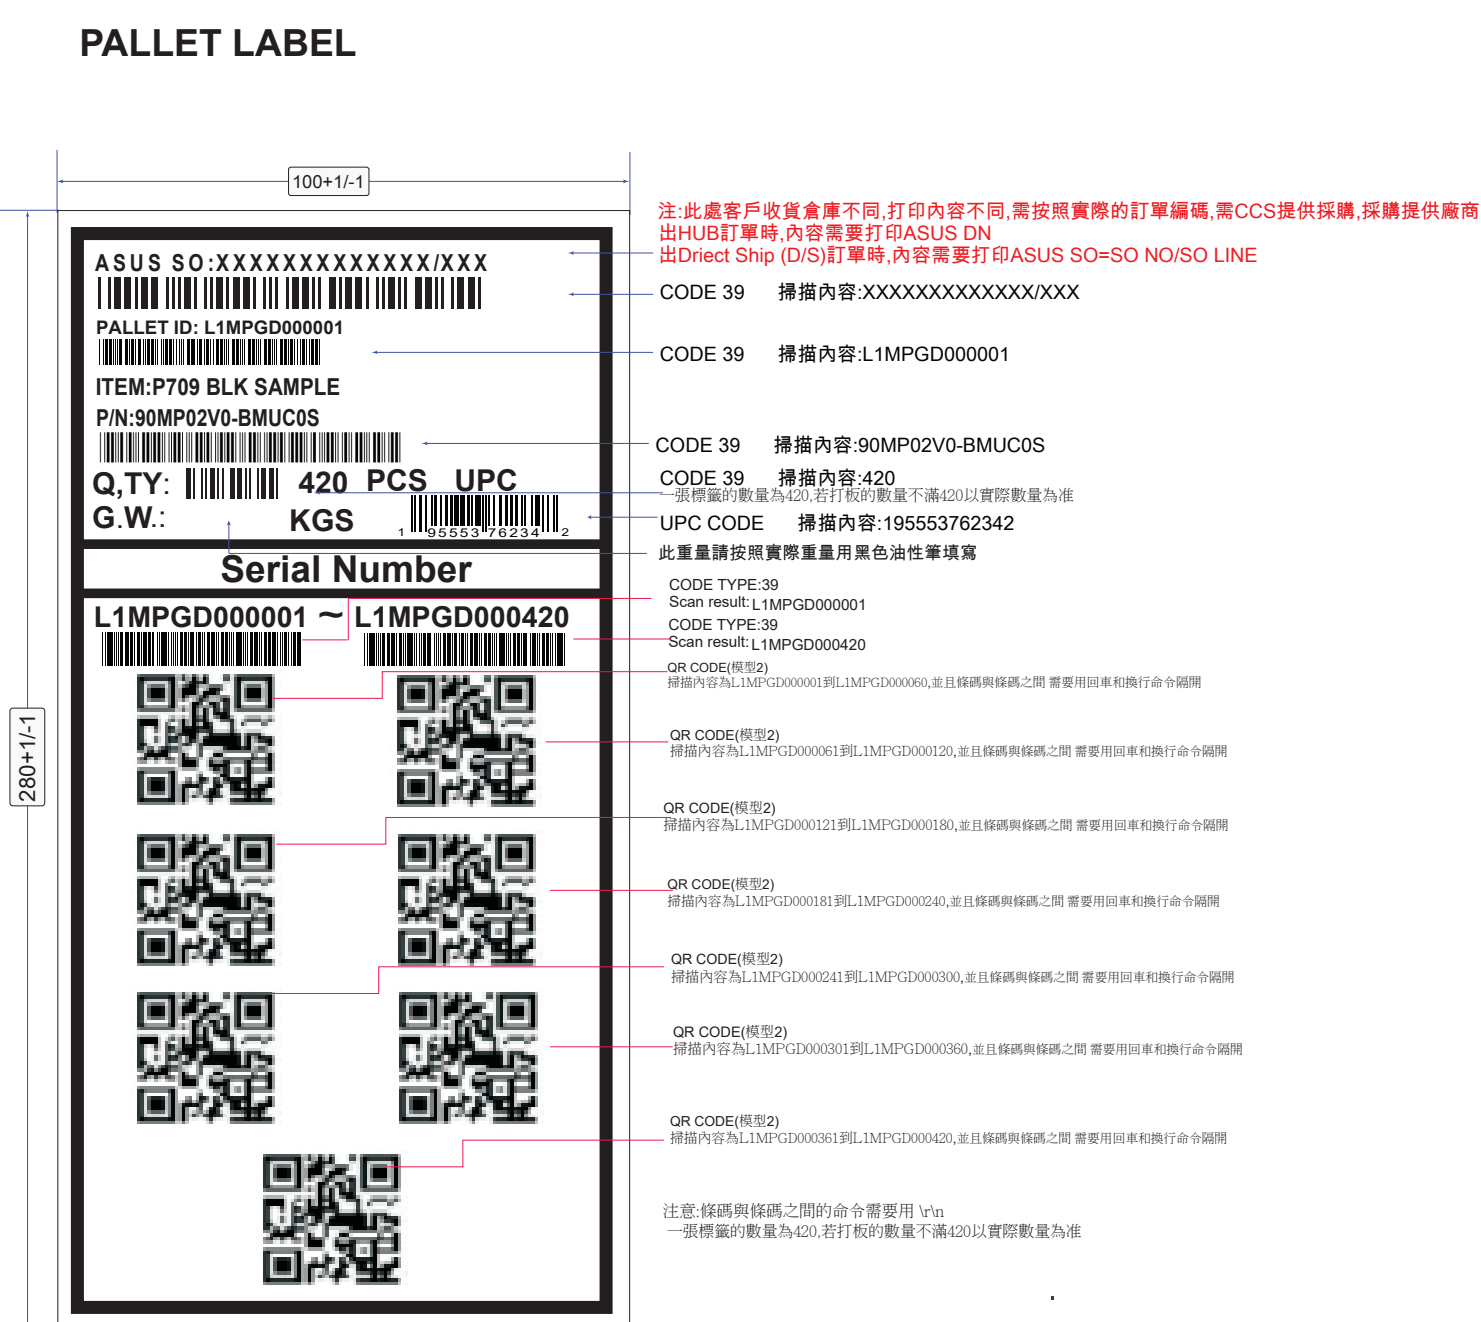 PALLET LABEL
100+1/-1
280+1/-1
ASUS SO:XXXXXXXXXXXXX/XXX
PALLET ID: L1MPGD000001
ITEM:P709 BLK SAMPLE
P/N:90MP02V0-BMUC0S
Q,TY: 420 PCS UPC
G.W.: KGS
1 95553 76234 2
Serial Number
L1MPGD000001 ~ L1MPGD000420
注:此處客戶收貨倉庫不同,打印內容不同,需按照實際的訂單編碼,需CCS提供採購,採購提供廠商
出HUB訂單時,內容需要打印ASUS DN
出Driect Ship (D/S)訂單時,內容需要打印ASUS SO=SO NO/SO LINE
CODE 39 掃描內容:XXXXXXXXXXXXX/XXX
CODE 39 掃描內容:L1MPGD000001
CODE 39 掃描內容:90MP02V0-BMUC0S
CODE 39 掃描內容:420
一張標籤的數量為420,若打板的數量不滿420以實際數量為准
UPC CODE 掃描內容:195553762342
此重量請按照實際重量用黑色油性筆填寫
CODE TYPE:39
Scan result: L1MPGD000001
CODE TYPE:39
Scan result: L1MPGD000420
QR CODE(模型2)
掃描內容為L1MPGD000001到L1MPGD000060,並且條碼與條碼之間 需要用回車和換行命令隔開
QR CODE(模型2)
掃描內容為L1MPGD000061到L1MPGD000120,並且條碼與條碼之間 需要用回車和換行命令隔開
QR CODE(模型2)
掃描內容為L1MPGD000121到L1MPGD000180,並且條碼與條碼之間 需要用回車和換行命令隔開
QR CODE(模型2)
掃描內容為L1MPGD000181到L1MPGD000240,並且條碼與條碼之間 需要用回車和換行命令隔開
QR CODE(模型2)
掃描內容為L1MPGD000241到L1MPGD000300,並且條碼與條碼之間 需要用回車和換行命令隔開
QR CODE(模型2)
掃描內容為L1MPGD000301到L1MPGD000360,並且條碼與條碼之間 需要用回車和換行命令隔開
QR CODE(模型2)
掃描內容為L1MPGD000361到L1MPGD000420,並且條碼與條碼之間 需要用回車和換行命令隔開
注意:條碼與條碼之間的命令需要用 \r\n
一張標籤的數量為420,若打板的數量不滿420以實際數量為准